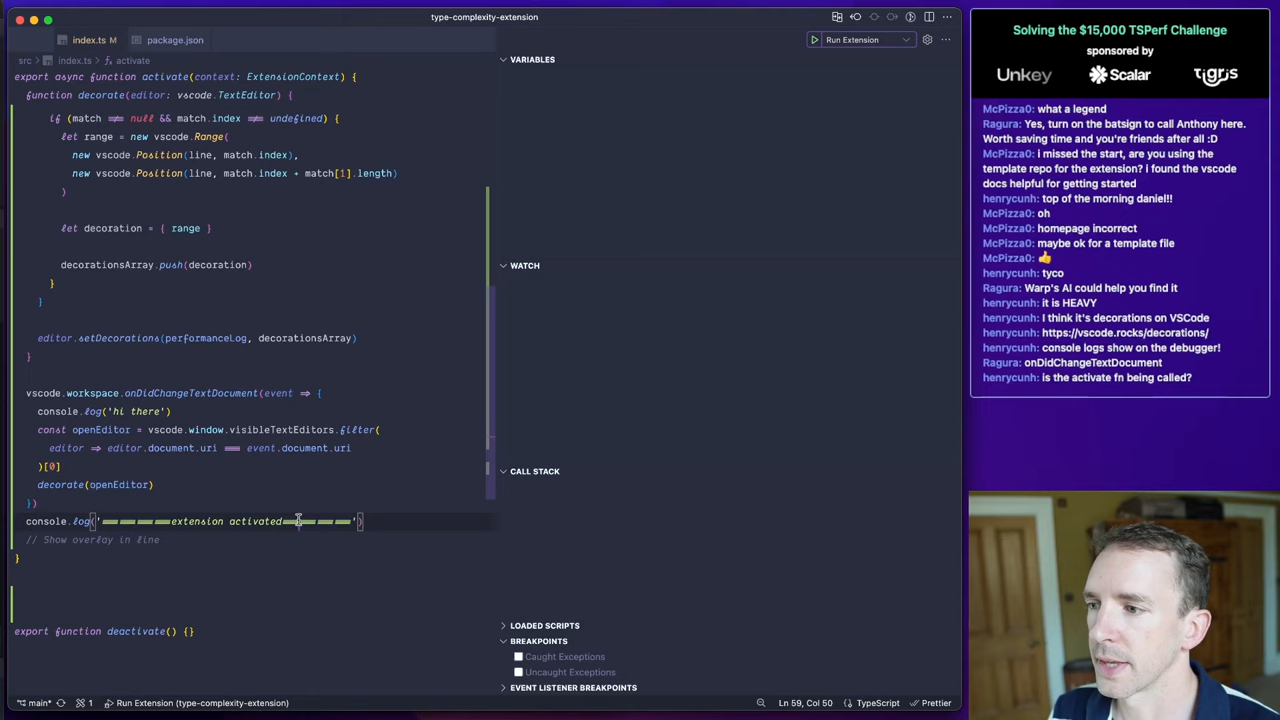 type-complexity-extension
index.ts M
package.json
Run Extension
src > index.ts > activate
export async function activate(context: ExtensionContext) {
function decorate(editor: vscode.TextEditor) {
if (match !== null && match.index !== undefined) {
let range = new vscode.Range(
new vscode.Position(line, match.index),
new vscode.Position(line, match.index + match[1].length)
)
let decoration = { range }
decorationsArray.push(decoration)
}
}
editor.setDecorations(performanceLog, decorationsArray)
}
vscode.workspace.onDidChangeTextDocument(event => {
console.log('hi there')
const openEditor = vscode.window.visibleTextEditors.filter(
editor => editor.document.uri === event.document.uri
)[0]
decorate(openEditor)
})
// Show overlay in line
}
export function deactivate() {}
VARIABLES
WATCH
CALL STACK
LOADED SCRIPTS
BREAKPOINTS
Caught Exceptions
Uncaught Exceptions
EVENT LISTENER BREAKPOINTS
main*
1
Run Extension (type-complexity-extension)
Ln 59, Col 50
TypeScript
Prettier
Solving the $15,000 TSPerf Challenge
sponsored by
Unkey
Scalar
tigris
McPizza0: what a legend
Ragura: Yes, turn on the batsign to call Anthony here.
Worth saving time and you're friends after all :D
McPizza0: i missed the start, are you using the
template repo for the extension? i found the vscode
docs helpful for getting started
henrycunh: top of the morning daniel!!
McPizza0: oh
McPizza0: homepage incorrect
McPizza0: maybe ok for a template file
McPizza0: 👍
henrycunh: tyco
Ragura: Warp's AI could help you find it
henrycunh: it is HEAVY
henrycunh: I think it's decorations on VSCode
henrycunh: https://vscode.rocks/decorations/
henrycunh: console logs show on the debugger!
Ragura: onDidChangeTextDocument
henrycunh: is the activate fn being called?